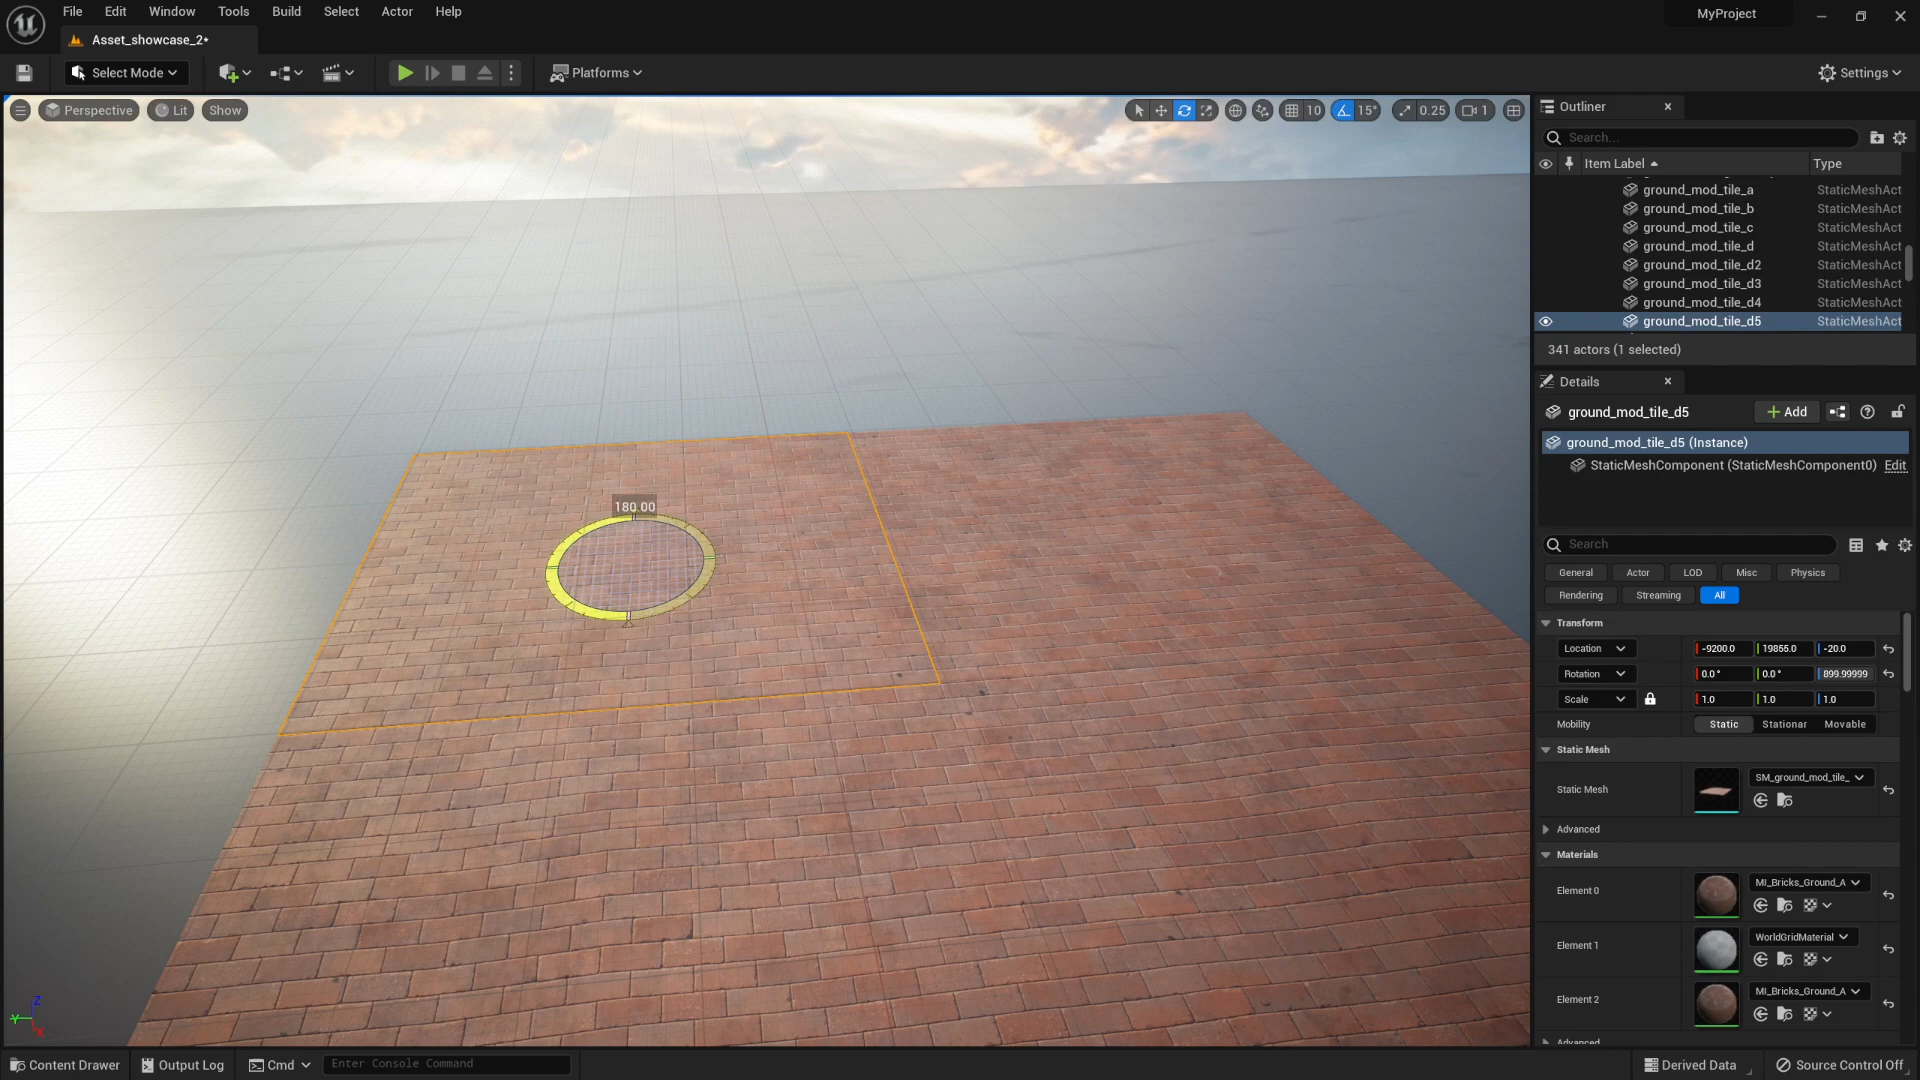 File Edit Window Tools Build Select Actor Help
MyProject
Asset_showcase_2*
Select Mode
Platforms
Settings
Perspective Lit Show
10 15° 0.25 1
180.00
Z
Y
X
Outliner
Search...
Item Label Type
ground_mod_tile_a StaticMeshAct
ground_mod_tile_b StaticMeshAct
ground_mod_tile_c StaticMeshAct
ground_mod_tile_d StaticMeshAct
ground_mod_tile_d2 StaticMeshAct
ground_mod_tile_d3 StaticMeshAct
ground_mod_tile_d4 StaticMeshAct
ground_mod_tile_d5 StaticMeshAct
341 actors (1 selected)
Details
ground_mod_tile_d5 Add
ground_mod_tile_d5 (Instance)
StaticMeshComponent (StaticMeshComponent0) Edit
Search
General Actor LOD Misc Physics
Rendering Streaming All
Transform
Location -9200.0 19855.0 -20.0
Rotation 0.0° 0.0° 899.99999
Scale 1.0 1.0 1.0
Mobility Static Stationar Movable
Static Mesh
Static Mesh SM_ground_mod_tile_
Advanced
Materials
Element 0 MI_Bricks_Ground_A
Element 1 WorldGridMaterial
Element 2 MI_Bricks_Ground_A
Advanced
Content Drawer Output Log Cmd Enter Console Command
Derived Data Source Control Off